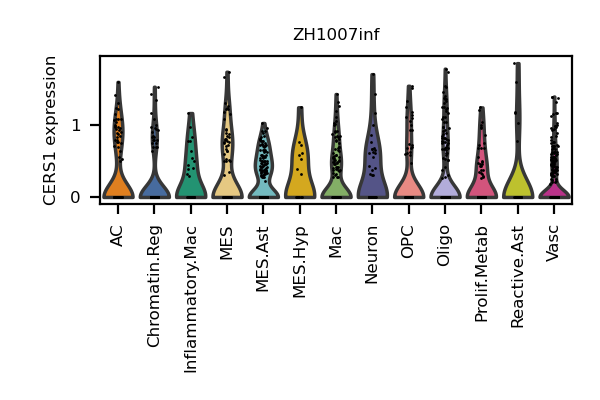 ZH1007inf
CERS1 expression
1
0
AC
Chromatin.Reg
Inflammatory.Mac
MES
MES.Ast
MES.Hyp
Mac
Neuron
OPC
Oligo
Prolif.Metab
Reactive.Ast
Vasc